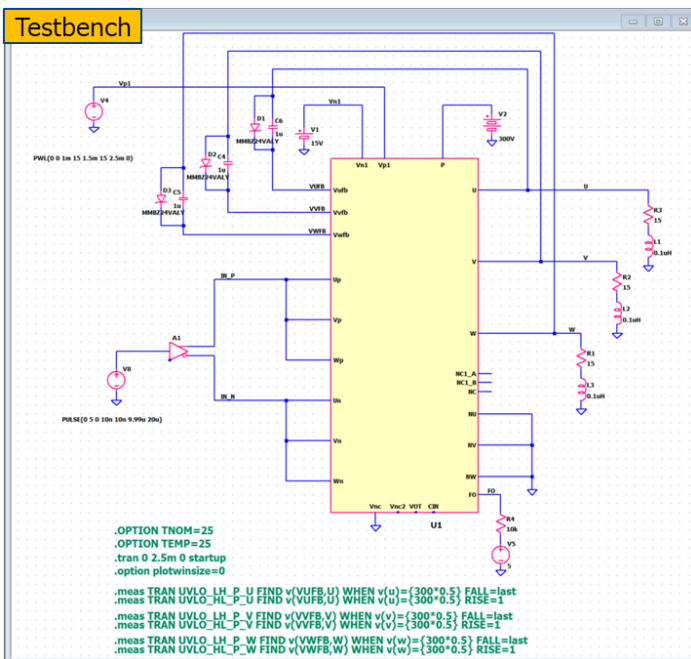 Testbench
V4
Vp1
PWL(0 0 1m 15 1.5m 15 2.5m 0)
D1
C6
1u
MMBZ24VALY
D2
C4
1u
MMBZ24VALY
D3
C5
1u
MMBZ24VALY
Vn1
V1
15V
V2
300V
Vn1
Vp1
P
VUFB
Vufb
VVFB
Vvfb
VWFB
Vwfb
U
U
V
V
W
W
R3
15
L1
0.1uH
R2
15
L2
0.1uH
R1
15
L3
0.1uH
IN_P
Up
Vp
Wp
A1
V8
PULSE(0 5 0 10n 10n 9.99u 20u)
IN_N
Un
Vn
Wn
NC1_A
NC1_B
NC
NU
NV
NW
FO
FO
Vnc
Vnc2
VOT
CIN
U1
R4
10k
V5
5
.OPTION TNOM=25
.OPTION TEMP=25
.tran 0 2.5m 0 startup
.option plotwinsize=0
.meas TRAN UVLO_LH_P_U FIND v(VUFB,U) WHEN v(u)={300*0.5} FALL=last
.meas TRAN UVLO_HL_P_U FIND v(VUFB,U) WHEN v(u)={300*0.5} RISE=1
.meas TRAN UVLO_LH_P_V FIND v(VVFB,V) WHEN v(v)={300*0.5} FALL=last
.meas TRAN UVLO_HL_P_V FIND v(VVFB,V) WHEN v(v)={300*0.5} RISE=1
.meas TRAN UVLO_LH_P_W FIND v(VWFB,W) WHEN v(w)={300*0.5} FALL=last
.meas TRAN UVLO_HL_P_W FIND v(VWFB,W) WHEN v(w)={300*0.5} RISE=1